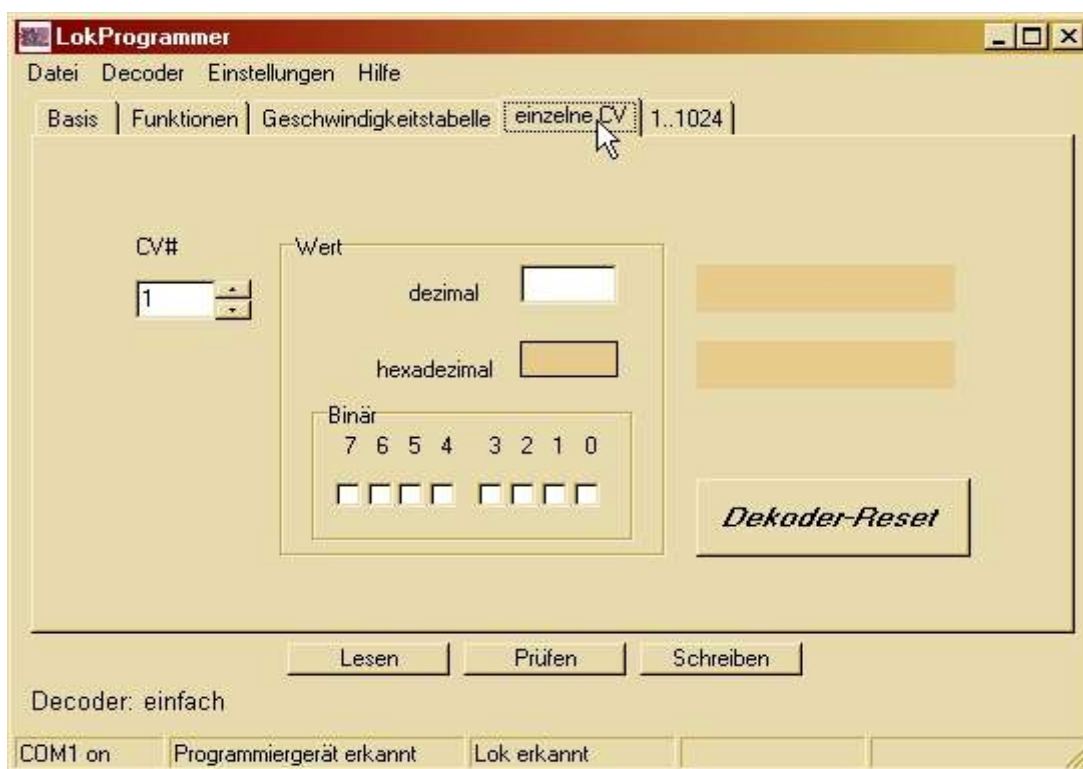 LokProgrammer
Datei Decoder Einstellungen Hilfe
Basis Funktionen Geschwindigkeitstabelle einzelne CV 1..1024
CV#
1
Wert
dezimal
hexadezimal
Binär
7 6 5 4 3 2 1 0
Dekoder-Reset
Lesen Prüfen Schreiben
Decoder: einfach
COM1 on Programmiergerät erkannt Lok erkannt